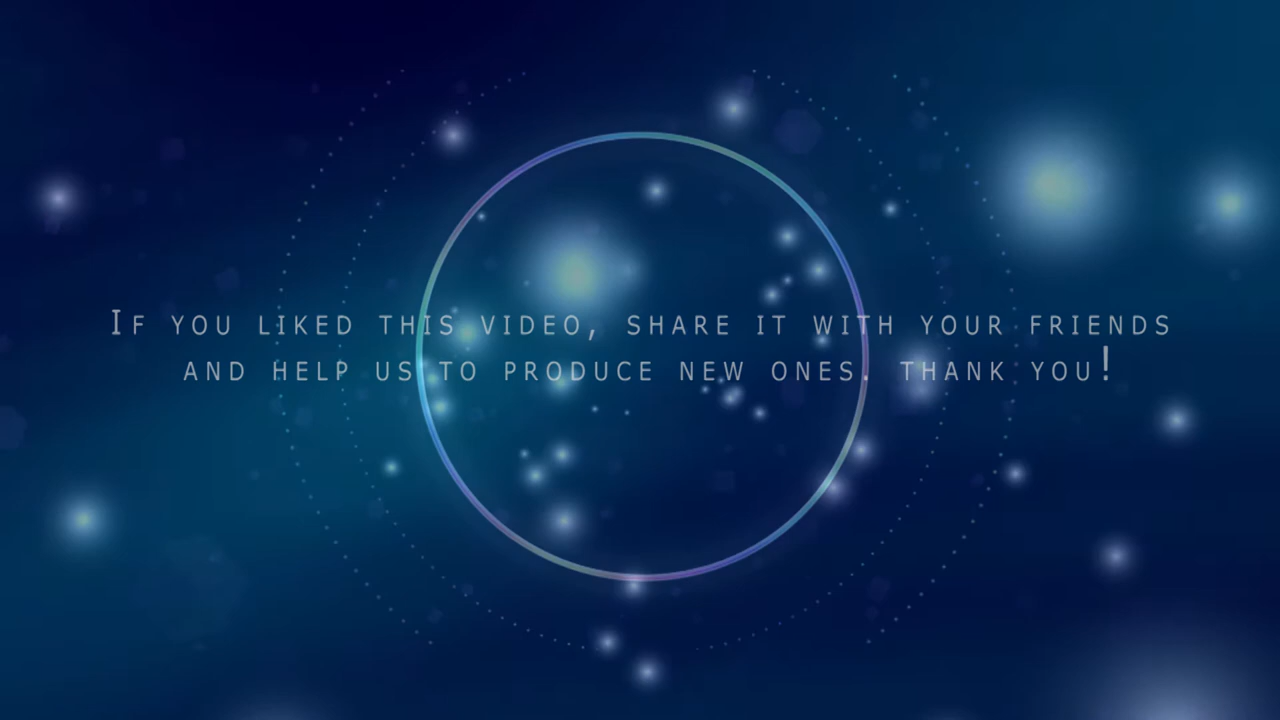 If you liked this video, share it with your friends
and help us to produce new ones. thank you!